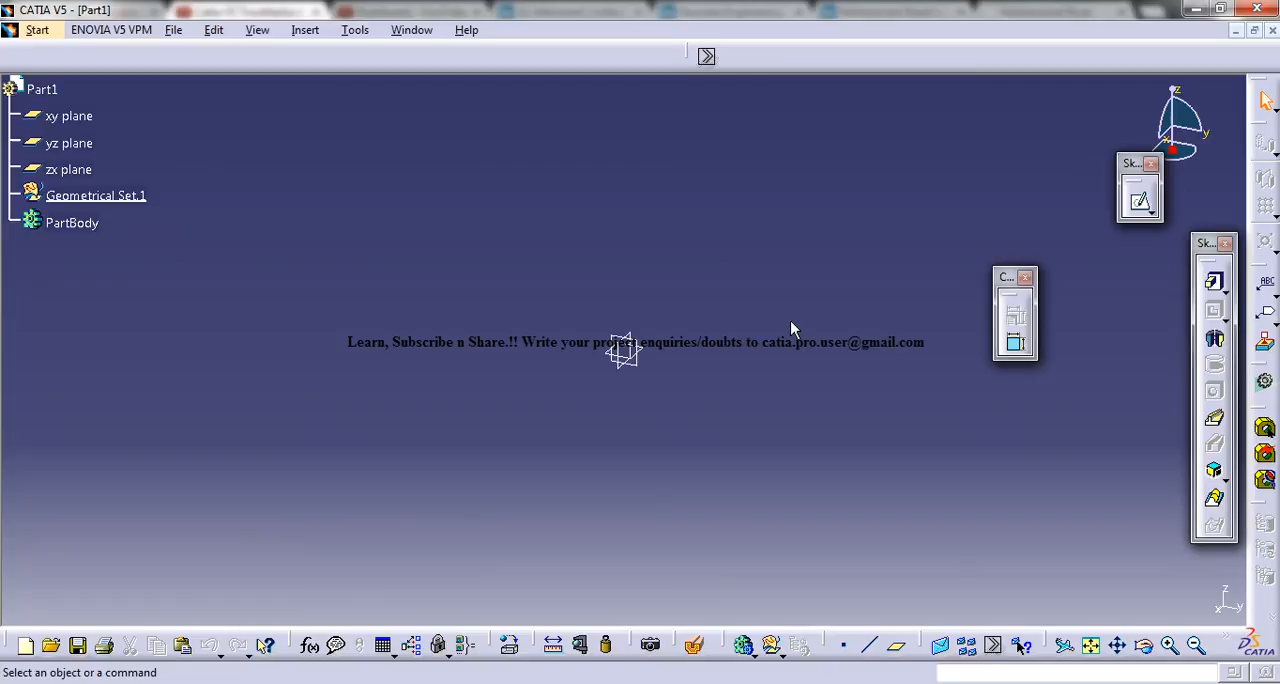 CATIA V5 - [Part1]
Start ENOVIA V5 VPM File Edit View Insert Tools Window Help
Part1
xy plane
yz plane
zx plane
Geometrical Set.1
PartBody
z
y
x
Sk...
Sk...
C...
ABC
Learn, Subscribe n Share.!! Write your project enquiries/doubts to catia.pro.user@gmail.com
z
x y
f(x)
CATIA
Select an object or a command